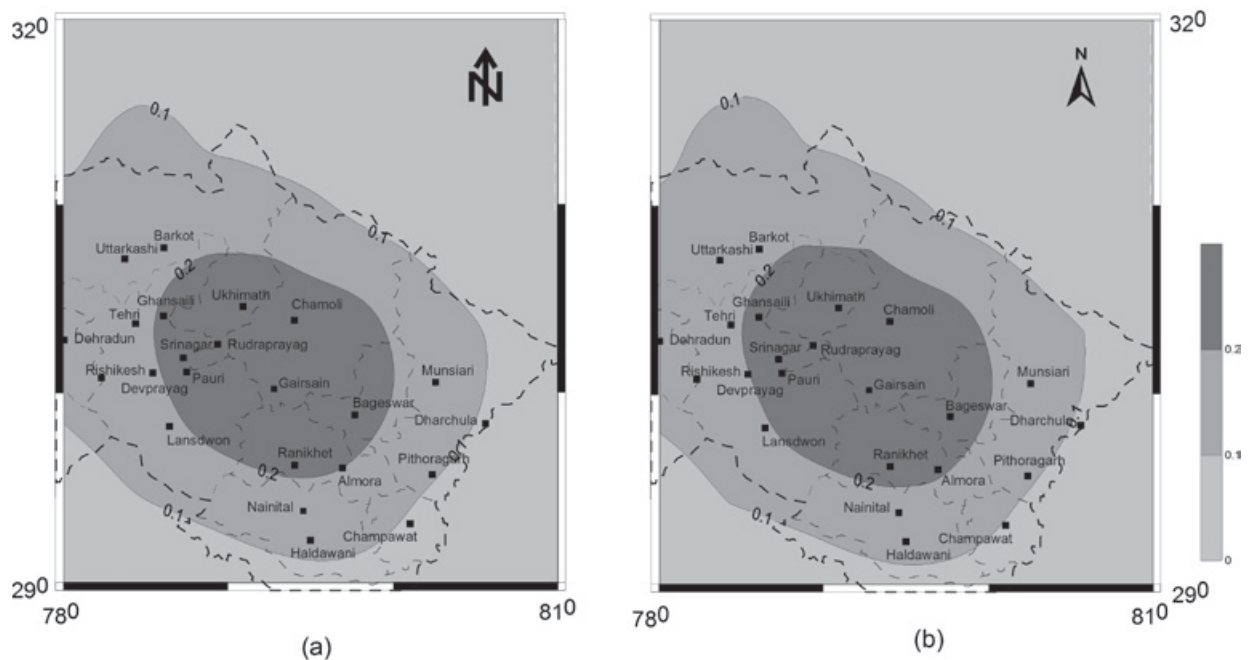 32⁰
N
0.1
0.1
Barkot
Uttarkashi
0.2
Ghansaili
Ukhimath
Chamoli
Tehri
Dehradun
Srinagar
Rudraprayag
Rishikesh
Pauri
Devprayag
Gairsain
Munsiari
Bageswar
Dharchula
Lansdwon
0.1
Ranikhet
Pithoragarh
0.2
Almora
Nainital
0.1
Champawat
Haldawani
29⁰
78⁰
81⁰
(a)
32⁰
N
0.1
0.1
Barkot
Uttarkashi
0.2
Ghansaili
Ukhimath
Chamoli
Tehri
Dehradun
Srinagar
Rudraprayag
Rishikesh
Pauri
Devprayag
Gairsain
Munsiari
Bageswar
Dharchula
0.1
Lansdwon
Ranikhet
Pithoragarh
0.2
Almora
Nainital
0.1
Champawat
Haldawani
29⁰
78⁰
81⁰
(b)
0.2
0.1
0